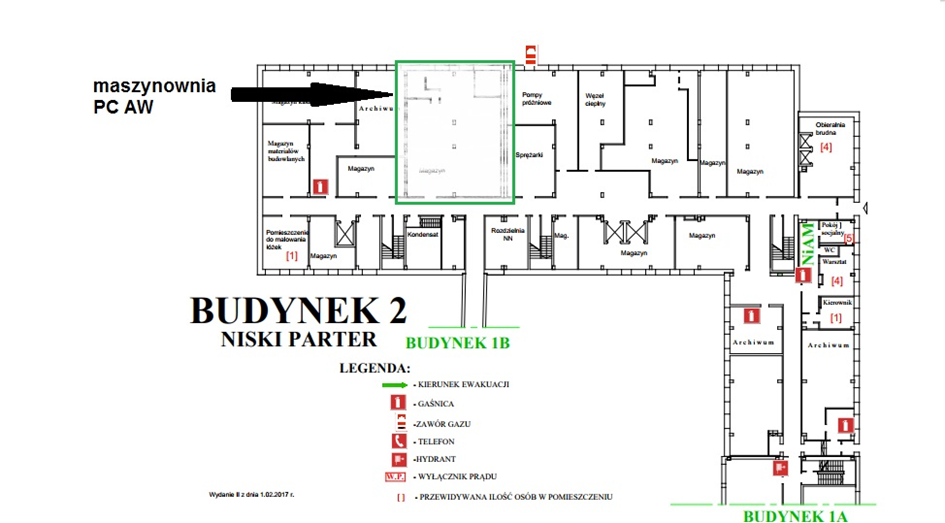 maszynownia
PC AW
Archiwum
Magazyn
materiałów
budowlanych
Magazyn
Magazyn
Pompy
próżniowe
Węzeł
cieplny
Sprężarki
Magazyn
Magazyn
Magazyn
Obieralnia
brudna
[4]
Pomieszczenie
do malowania
łóżek
[1]
Magazyn
Kondensat
Rozdzielnia
NN
Mag.
Magazyn
Magazyn
NiAM
Pokój
socjalny
[5]
WC
Warsztat
[4]
Kierownik
[1]
Archiwum
Archiwum
BUDYNEK 2
NISKI PARTER
BUDYNEK 1B
LEGENDA:
- KIERUNEK EWAKUACJI
- GAŚNICA
-ZAWÓR GAZU
- TELEFON
-HYDRANT
W.P. - WYŁĄCZNIK PRĄDU
[ ] - PRZEWIDYWANA ILOŚĆ OSÓB W POMIESZCZENIU
Wydanie II z dnia 1.02.2017 r.
BUDYNEK 1A